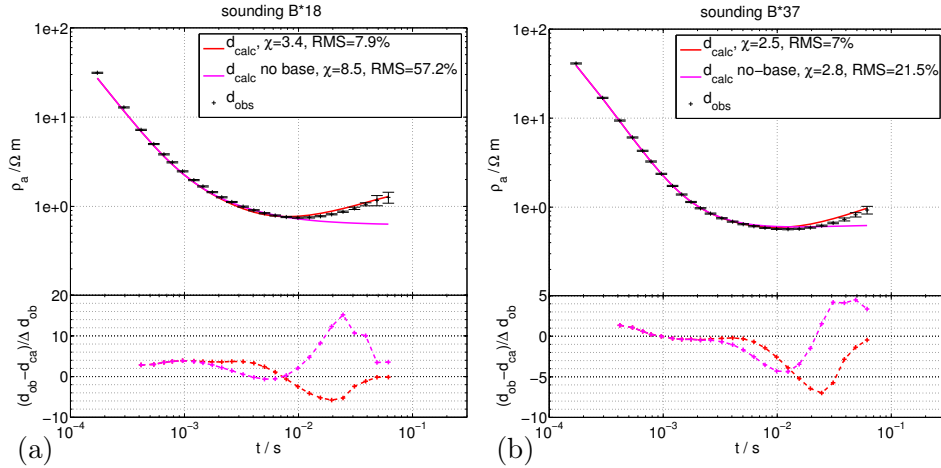 sounding B*18
1e+2
1e+1
1e+0
ρa / Ω m
dcalc, χ=3.4, RMS=7.9%
dcalc no base, χ=8.5, RMS=57.2%
dobs
20
10
0
−10
(dob−dca)/Δ dob
10−4
10−3
10−2
10−1
t / s
(a)
sounding B*37
1e+2
1e+1
1e+0
ρa / Ω m
dcalc, χ=2.5, RMS=7%
dcalc no−base, χ=2.8, RMS=21.5%
dobs
5
0
−5
−10
(dob−dca)/Δ dob
10−4
10−3
10−2
10−1
t / s
(b)